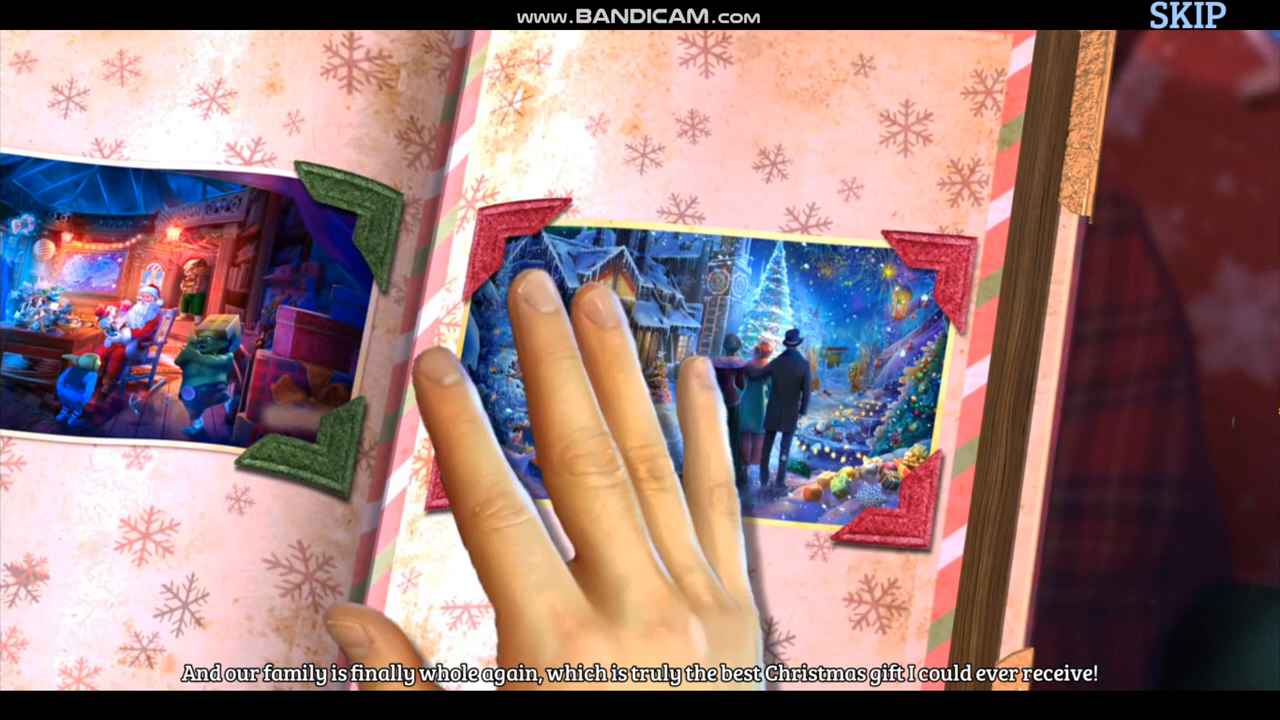 www.BANDICAM.com
SKIP
And our family is finally whole again, which is truly the best Christmas gift I could ever receive!